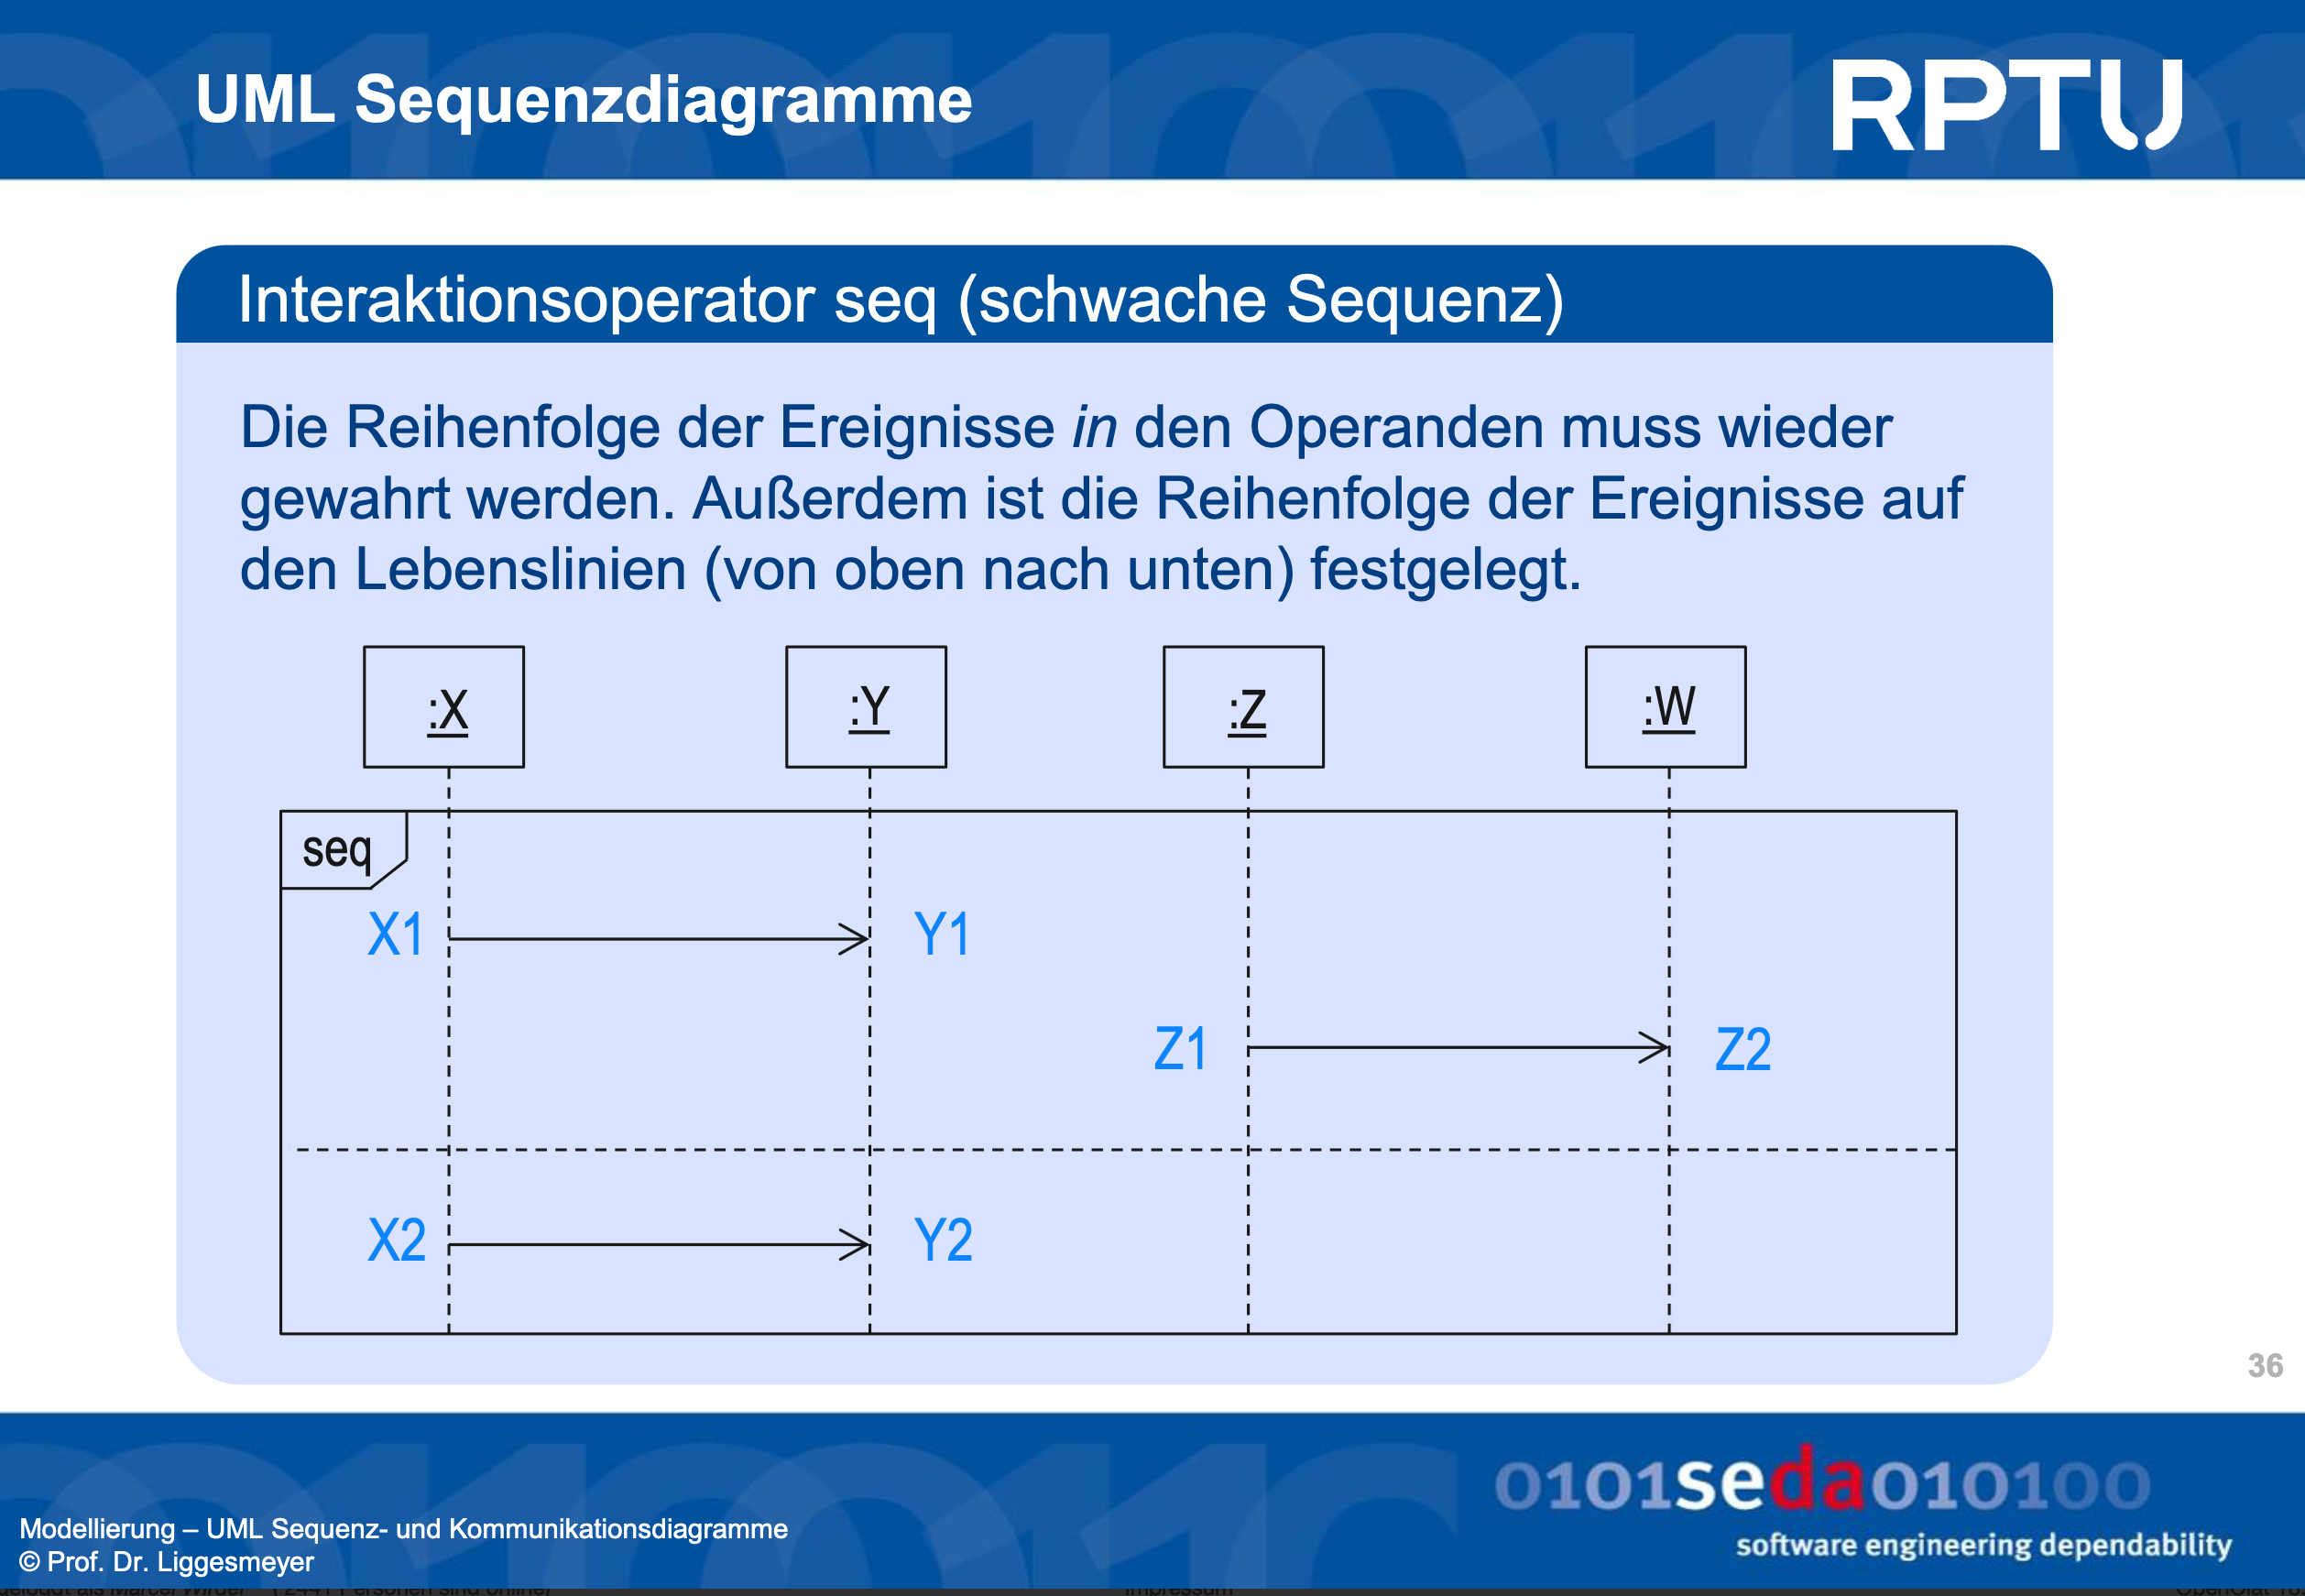 UML Sequenzdiagramme
RPTU
Interaktionsoperator seq (schwache Sequenz)
Die Reihenfolge der Ereignisse in den Operanden muss wieder
gewahrt werden. Außerdem ist die Reihenfolge der Ereignisse auf
den Lebenslinien (von oben nach unten) festgelegt.
:X :Y :Z :W
seq
X1 Y1
Z1 Z2
X2 Y2
36
0101seda010100
software engineering dependability
Modellierung – UML Sequenz- und Kommunikationsdiagramme
© Prof. Dr. Liggesmeyer
Impressum